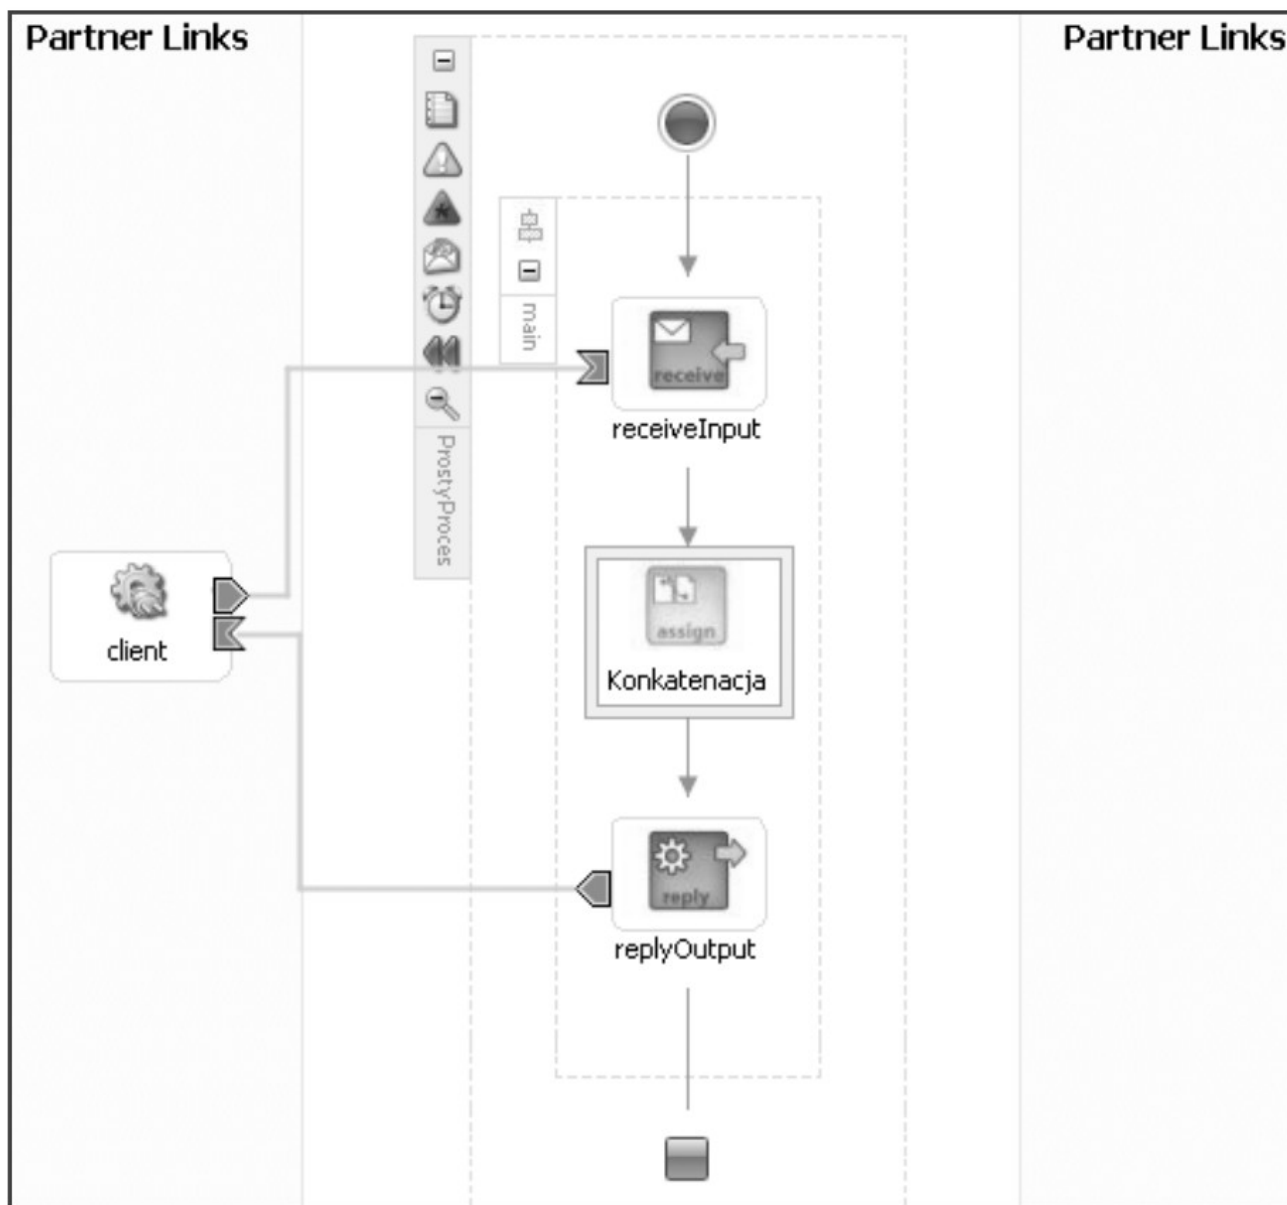 Partner Links
Partner Links
main
receive
receiveInput
ProstyProces
client
assign
Konkatenacja
reply
replyOutput